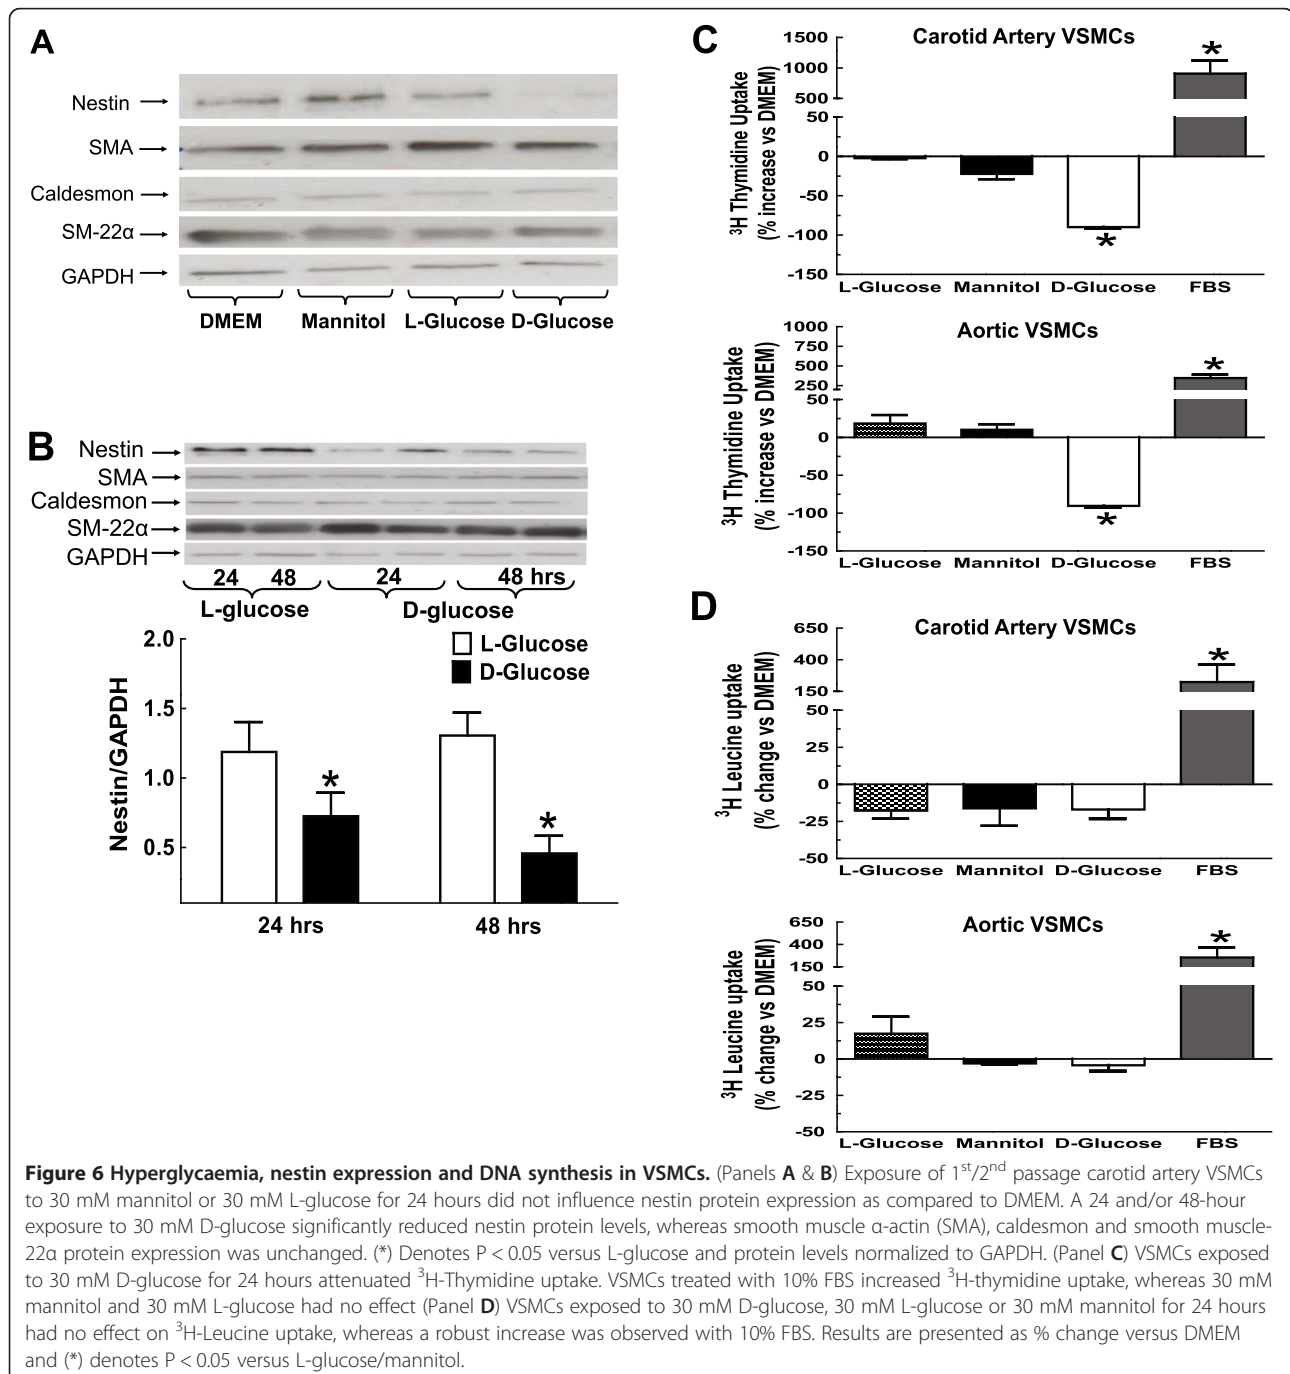 A
Nestin
SMA
Caldesmon
SM-22α
GAPDH
DMEM Mannitol L-Glucose D-Glucose
B
Nestin
SMA
Caldesmon
SM-22α
GAPDH
24 48 24 48 hrs
L-glucose D-glucose
L-Glucose
D-Glucose
Nestin/GAPDH
2.0
1.5
1.0
0.5
24 hrs 48 hrs
C
Carotid Artery VSMCs
³H Thymidine Uptake
(% increase vs DMEM)
1500
1000
500
50
0
-50
-100
-150
*
*
L-Glucose Mannitol D-Glucose FBS
Aortic VSMCs
³H Thymidine Uptake
(% increase vs DMEM)
1000
750
500
250
50
0
-50
-100
-150
*
*
L-Glucose Mannitol D-Glucose FBS
D
Carotid Artery VSMCs
³H Leucine uptake
(% change vs DMEM)
650
400
150
50
25
0
-25
-50
*
L-Glucose Mannitol D-Glucose FBS
Aortic VSMCs
³H Leucine uptake
(% change vs DMEM)
650
400
150
50
25
0
-25
-50
*
L-Glucose Mannitol D-Glucose FBS
Figure 6 Hyperglycaemia, nestin expression and DNA synthesis in VSMCs. (Panels A & B) Exposure of 1st/2nd passage carotid artery VSMCs
to 30 mM mannitol or 30 mM L-glucose for 24 hours did not influence nestin protein expression as compared to DMEM. A 24 and/or 48-hour
exposure to 30 mM D-glucose significantly reduced nestin protein levels, whereas smooth muscle α-actin (SMA), caldesmon and smooth muscle-
22α protein expression was unchanged. (*) Denotes P < 0.05 versus L-glucose and protein levels normalized to GAPDH. (Panel C) VSMCs exposed
to 30 mM D-glucose for 24 hours attenuated ³H-Thymidine uptake. VSMCs treated with 10% FBS increased ³H-thymidine uptake, whereas 30 mM
mannitol and 30 mM L-glucose had no effect (Panel D) VSMCs exposed to 30 mM D-glucose, 30 mM L-glucose or 30 mM mannitol for 24 hours
had no effect on ³H-Leucine uptake, whereas a robust increase was observed with 10% FBS. Results are presented as % change versus DMEM
and (*) denotes P < 0.05 versus L-glucose/mannitol.